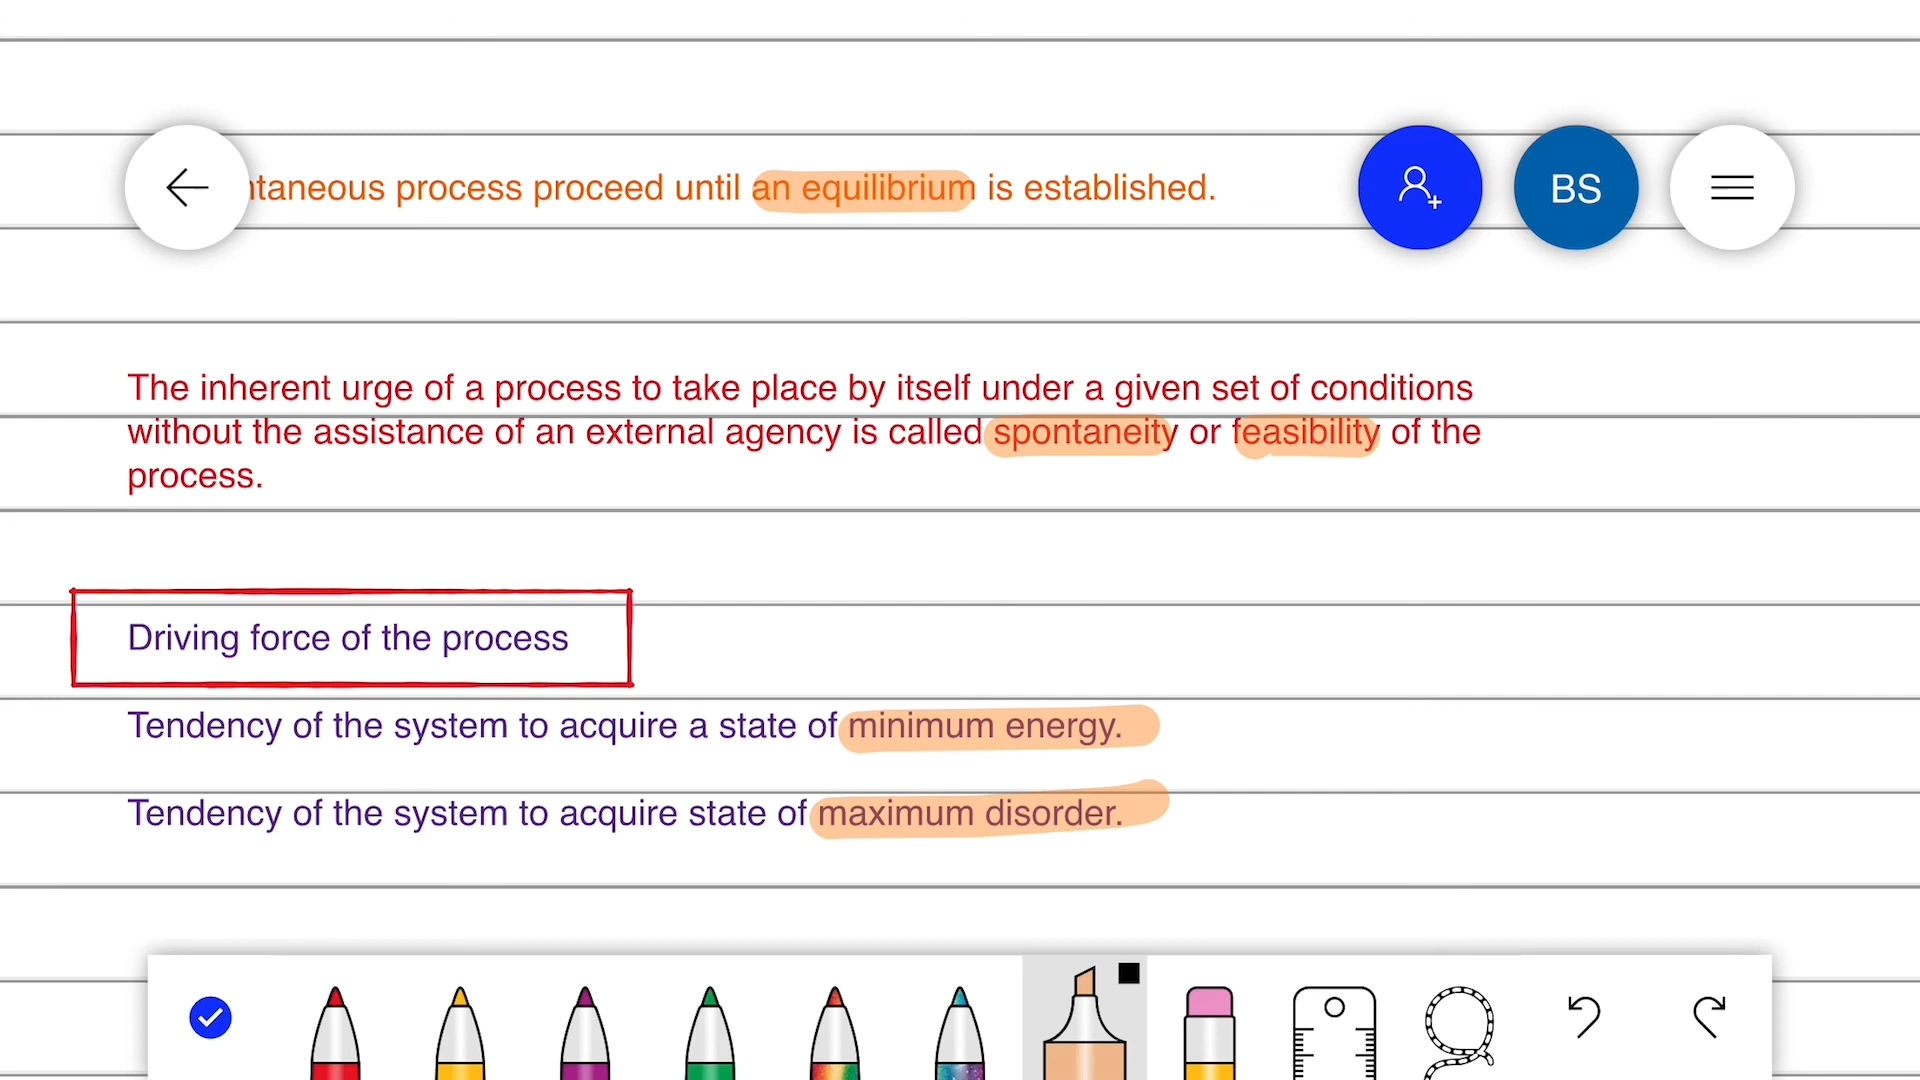 ntaneous process proceed until an equilibrium is established.
BS
The inherent urge of a process to take place by itself under a given set of conditions
without the assistance of an external agency is called spontaneity or feasibility of the
process.
Driving force of the process
Tendency of the system to acquire a state of minimum energy.
Tendency of the system to acquire state of maximum disorder.